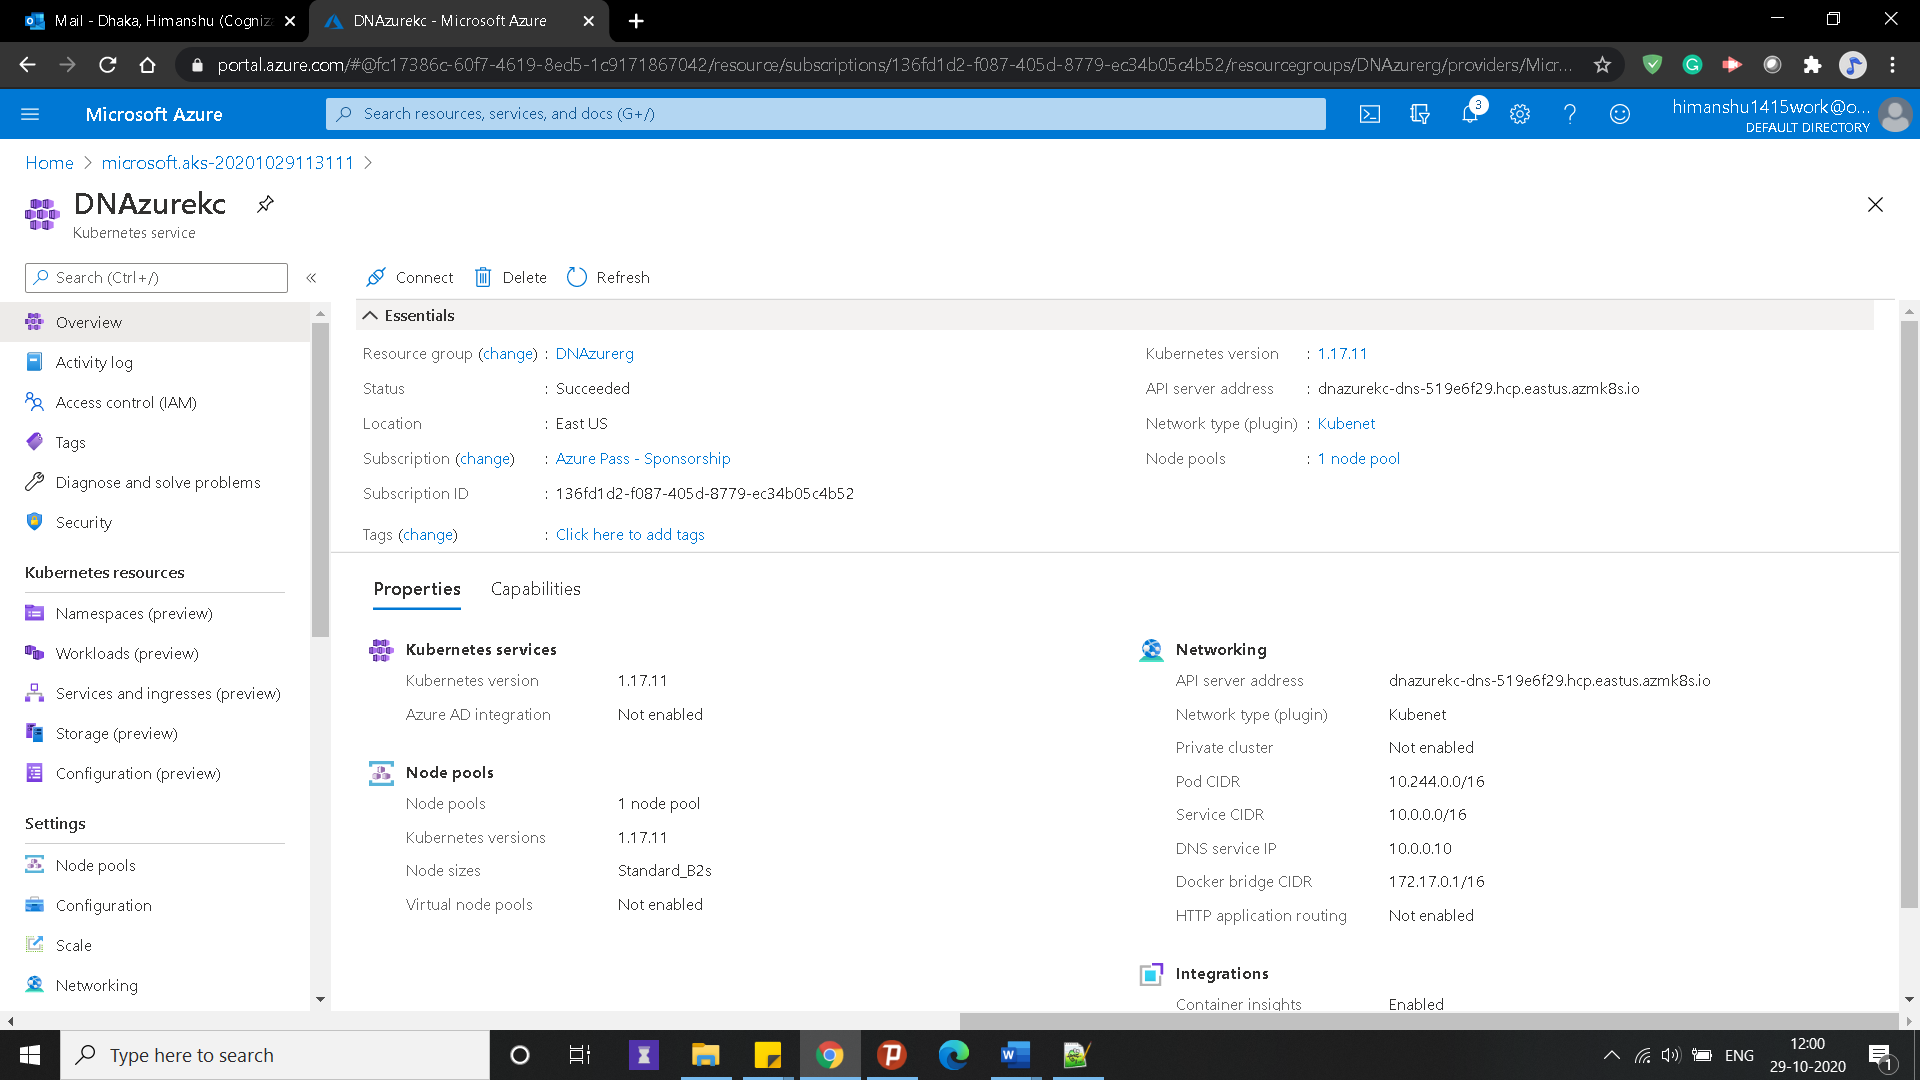 Mail - Dhaka, Himanshu (Cogniz
DNAzurekc - Microsoft Azure
portal.azure.com/#@fc17386c-60f7-4619-8ed5-1c9171867042/resource/subscriptions/136fd1d2-f087-405d-8779-ec34b05c4b52/resourcegroups/DNAzurerg/providers/Micr...
Microsoft Azure
Search resources, services, and docs (G+/)
3
himanshu1415work@o...
DEFAULT DIRECTORY
Home > microsoft.aks-20201029113111 >
DNAzurekc
Kubernetes service
Search (Ctrl+/)
«
Connect
Delete
Refresh
Overview
Activity log
Access control (IAM)
Tags
Diagnose and solve problems
Security
Kubernetes resources
Namespaces (preview)
Workloads (preview)
Services and ingresses (preview)
Storage (preview)
Configuration (preview)
Settings
Node pools
Configuration
Scale
Networking
Essentials
Resource group (change) : DNAzurerg
Status : Succeeded
Location : East US
Subscription (change) : Azure Pass - Sponsorship
Subscription ID : 136fd1d2-f087-405d-8779-ec34b05c4b52
Tags (change) : Click here to add tags
Kubernetes version : 1.17.11
API server address : dnazurekc-dns-519e6f29.hcp.eastus.azmk8s.io
Network type (plugin) : Kubenet
Node pools : 1 node pool
Properties
Capabilities
Kubernetes services
Kubernetes version 1.17.11
Azure AD integration Not enabled
Node pools
Node pools 1 node pool
Kubernetes versions 1.17.11
Node sizes Standard_B2s
Virtual node pools Not enabled
Networking
API server address dnazurekc-dns-519e6f29.hcp.eastus.azmk8s.io
Network type (plugin) Kubenet
Private cluster Not enabled
Pod CIDR 10.244.0.0/16
Service CIDR 10.0.0.0/16
DNS service IP 10.0.0.10
Docker bridge CIDR 172.17.0.1/16
HTTP application routing Not enabled
Integrations
Container insights Enabled
Type here to search
ENG
12:00
29-10-2020
1